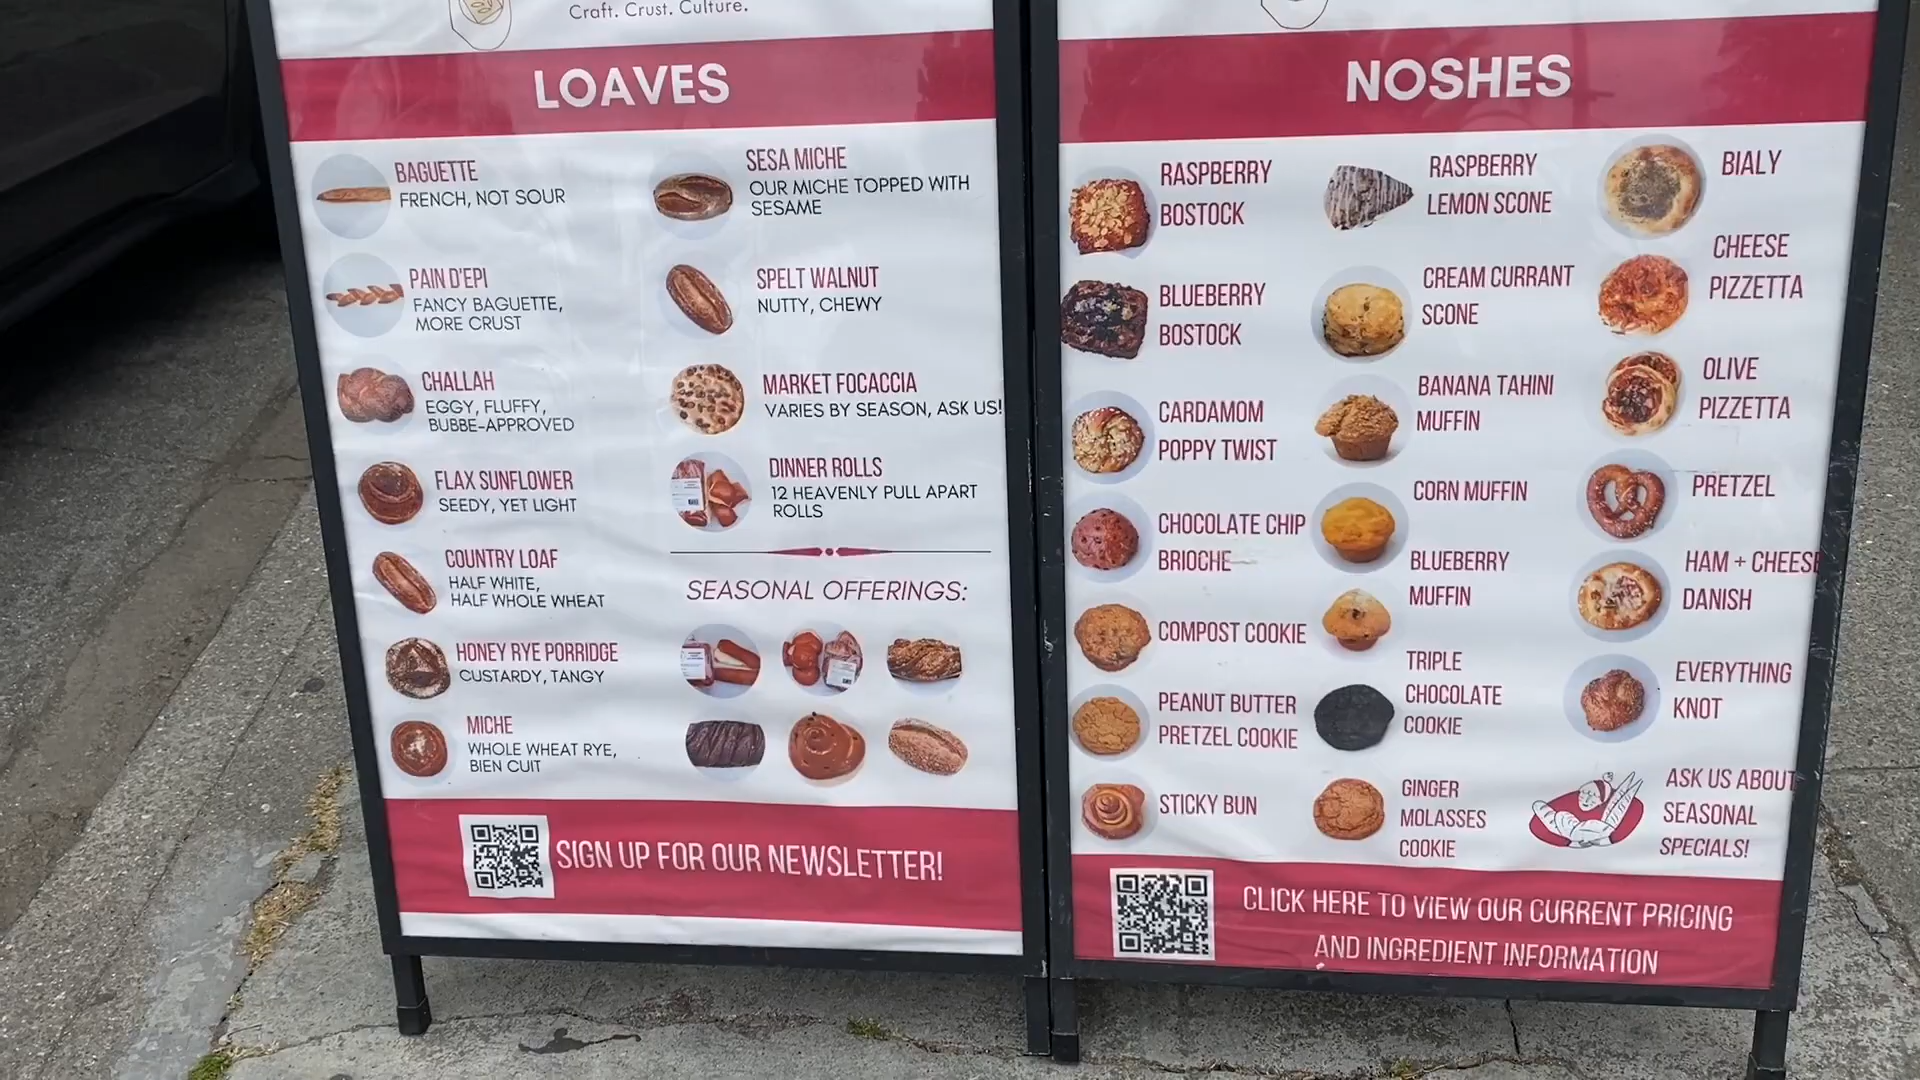 Craft. Crust. Culture.
LOAVES
BAGUETTE
FRENCH, NOT SOUR
PAIN D'EPI
FANCY BAGUETTE,
MORE CRUST
CHALLAH
EGGY, FLUFFY,
BUBBE-APPROVED
FLAX SUNFLOWER
SEEDY, YET LIGHT
COUNTRY LOAF
HALF WHITE,
HALF WHOLE WHEAT
HONEY RYE PORRIDGE
CUSTARDY, TANGY
MICHE
WHOLE WHEAT RYE,
BIEN CUIT
SESA MICHE
OUR MICHE TOPPED WITH
SESAME
SPELT WALNUT
NUTTY, CHEWY
MARKET FOCACCIA
VARIES BY SEASON, ASK US!
DINNER ROLLS
12 HEAVENLY PULL APART
ROLLS
SEASONAL OFFERINGS:
SIGN UP FOR OUR NEWSLETTER!
NOSHES
RASPBERRY
BOSTOCK
BLUEBERRY
BOSTOCK
CARDAMOM
POPPY TWIST
CHOCOLATE CHIP
BRIOCHE
COMPOST COOKIE
PEANUT BUTTER
PRETZEL COOKIE
STICKY BUN
RASPBERRY
LEMON SCONE
CREAM CURRANT
SCONE
BANANA TAHINI
MUFFIN
CORN MUFFIN
BLUEBERRY
MUFFIN
TRIPLE
CHOCOLATE
COOKIE
GINGER
MOLASSES
COOKIE
BIALY
CHEESE
PIZZETTA
OLIVE
PIZZETTA
PRETZEL
HAM + CHEESE
DANISH
EVERYTHING
KNOT
ASK US ABOUT
SEASONAL
SPECIALS!
CLICK HERE TO VIEW OUR CURRENT PRICING
AND INGREDIENT INFORMATION